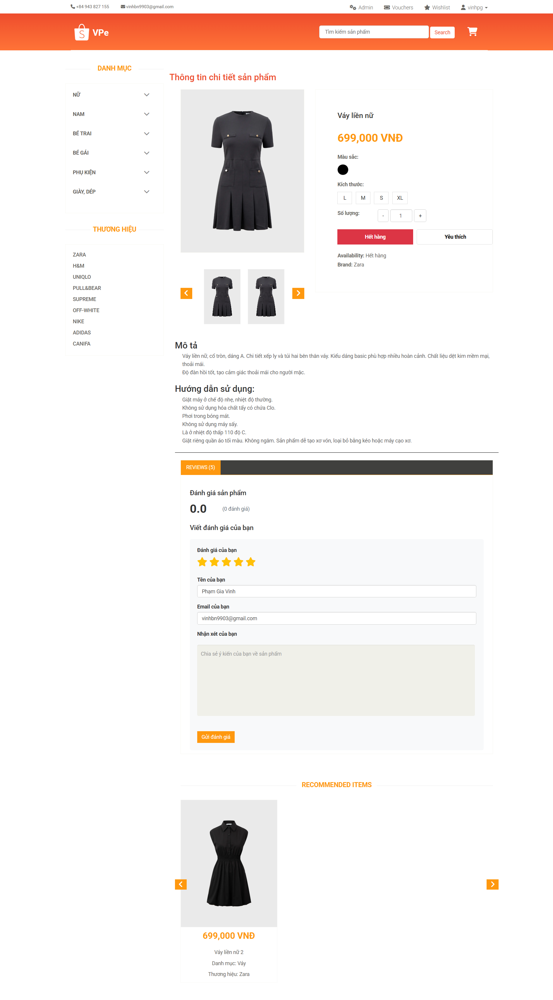 +84 943 827 155 vinhbn9903@gmail.com Admin Vouchers Wishlist vinhpg
S VPe Tìm kiếm sản phẩm Search
DANH MỤC
NỮ
NAM
BÉ TRAI
BÉ GÁI
PHỤ KIỆN
GIÀY, DÉP
THƯƠNG HIỆU
ZARA
H&M
UNIQLO
PULL&BEAR
SUPREME
OFF-WHITE
NIKE
ADIDAS
CANIFA
Thông tin chi tiết sản phẩm
Váy liền nữ
699,000 VNĐ
Màu sắc:
Kích thước:
L M S XL
Số lượng: - 1 +
Hết hàng Yêu thích
Availability: Hết hàng
Brand: Zara
Mô tả
Váy liền nữ, cổ tròn, dáng A. Chi tiết xếp ly và túi hai bên thân váy. Kiểu dáng basic phù hợp nhiều hoàn cảnh. Chất liệu dệt kim mềm mại,
thoải mái.
Độ đàn hồi tốt, tạo cảm giác thoải mái cho người mặc.
Hướng dẫn sử dụng:
Giặt máy ở chế độ nhẹ, nhiệt độ thường.
Không sử dụng hóa chất tẩy có chứa Clo.
Phơi trong bóng mát.
Không sử dụng máy sấy.
Là ở nhiệt độ thấp 110 độ C.
Giặt riêng quần áo tối màu. Không ngâm. Sản phẩm dễ tạo xơ vón, loại bỏ bằng kéo hoặc máy cạo xơ.
REVIEWS (5)
Đánh giá sản phẩm
0.0 (0 đánh giá)
Viết đánh giá của bạn
Đánh giá của bạn
Tên của bạn
Phạm Gia Vinh
Email của bạn
vinhbn9903@gmail.com
Nhận xét của bạn
Chia sẻ ý kiến của bạn về sản phẩm
Gửi đánh giá
RECOMMENDED ITEMS
699,000 VNĐ
Váy liền nữ 2
Danh mục: Váy
Thương hiệu: Zara